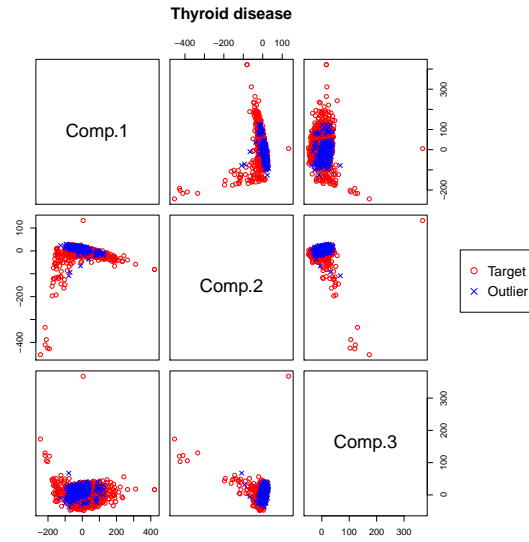 Thyroid disease
-400 -200 0 100
Comp.1
-200 0 100 300
-400 -200 0 100
Comp.2
Target
Outlier
Comp.3
0 100 200 300
-200 0 200 400
0 100 200 300